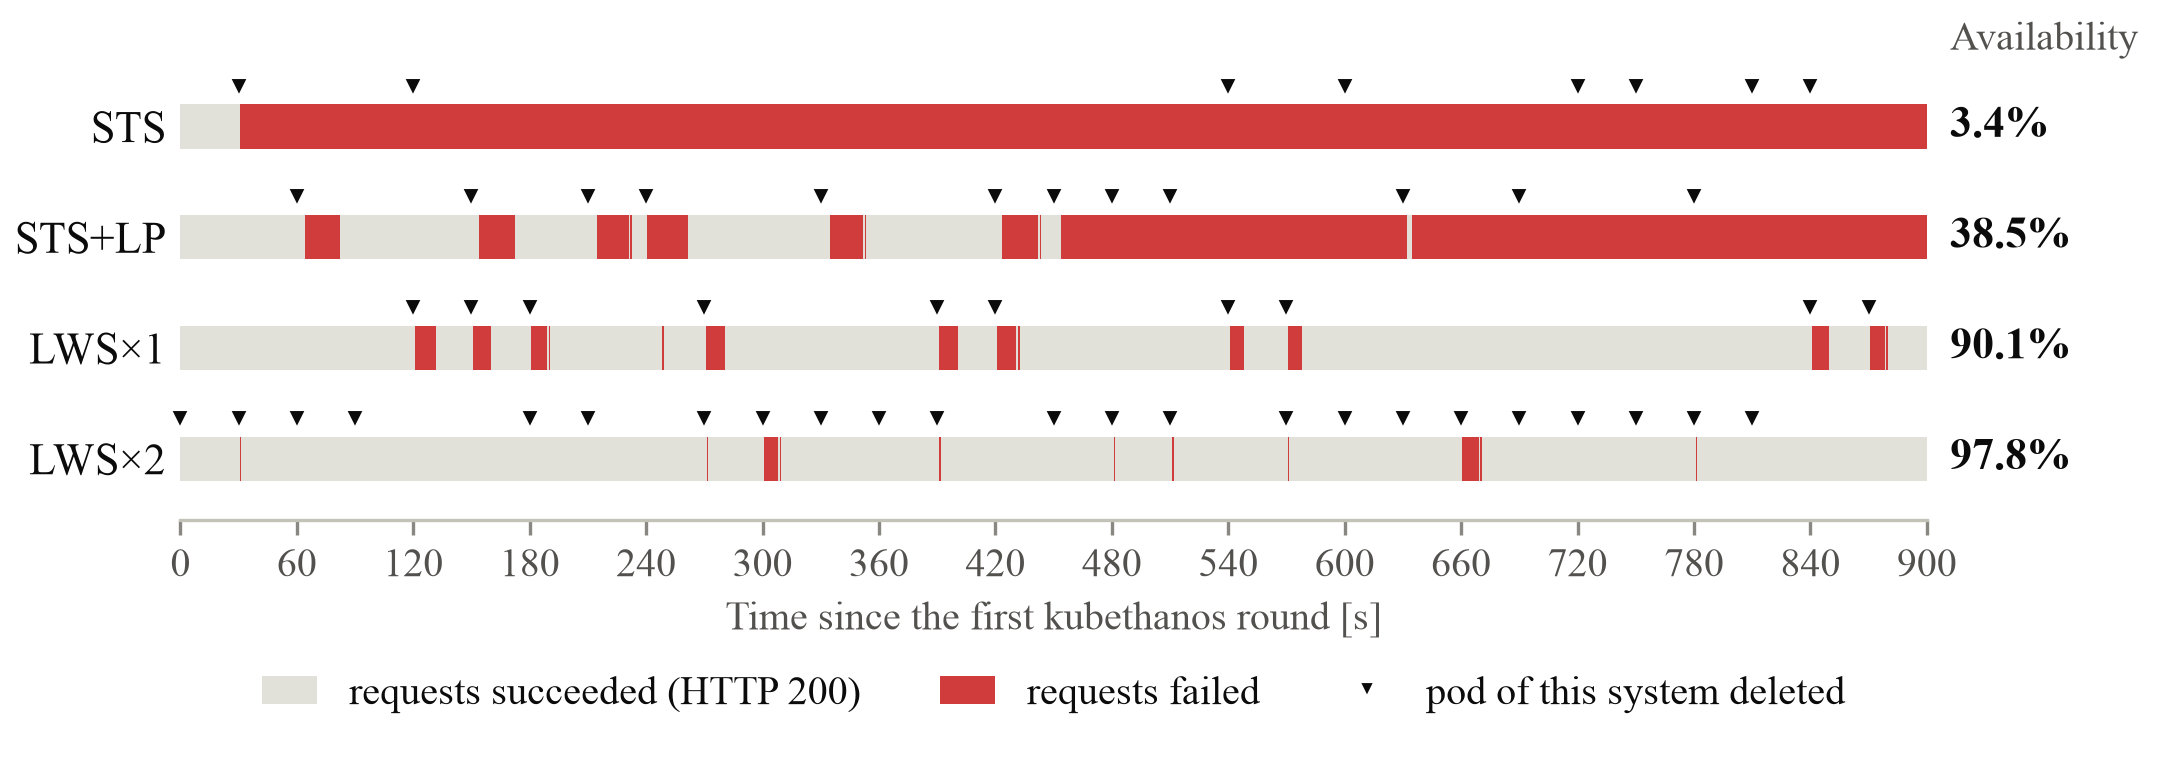 Availability
STS 3.4%
STS+LP 38.5%
LWS×1 90.1%
LWS×2 97.8%
0 60 120 180 240 300 360 420 480 540 600 660 720 780 840 900
Time since the first kubethanos round [s]
requests succeeded (HTTP 200) requests failed pod of this system deleted